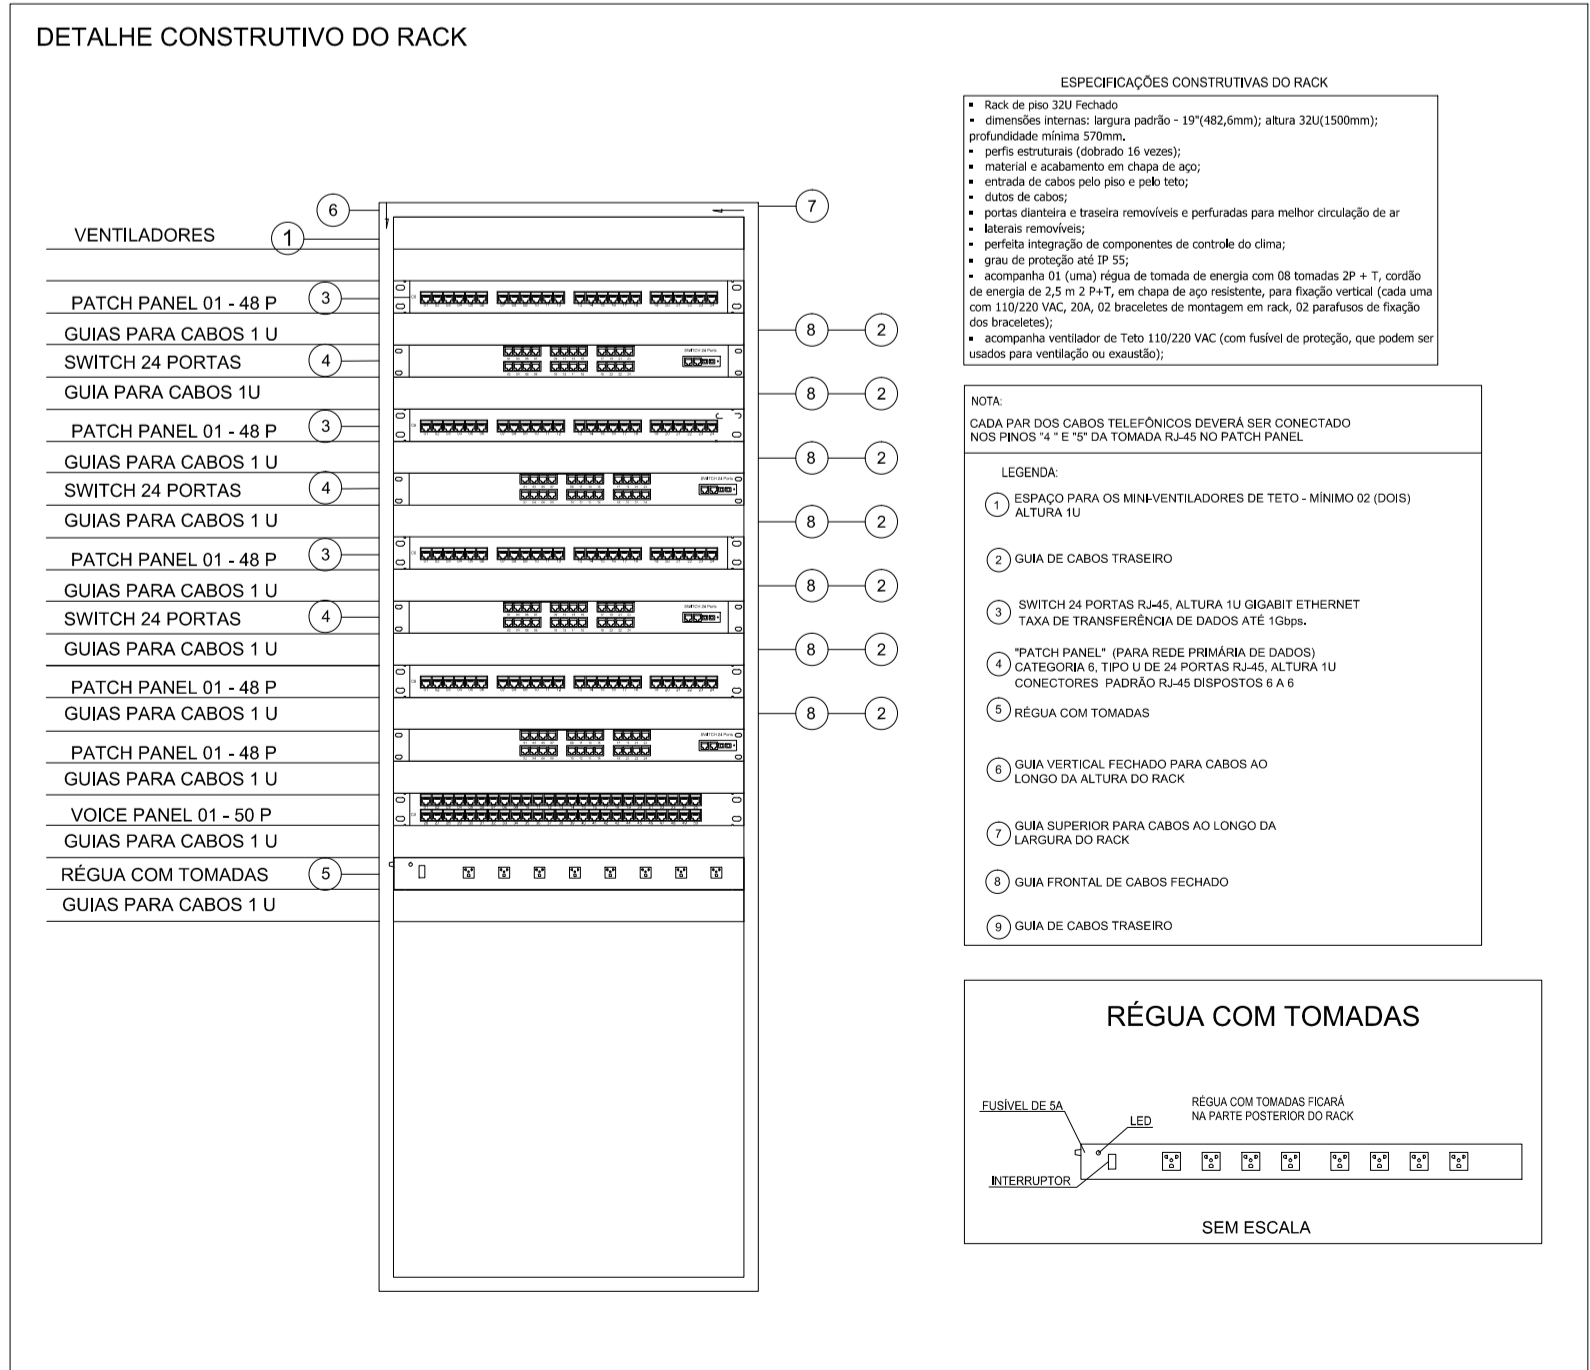 DETALHE CONSTRUTIVO DO RACK
6
7
VENTILADORES
1
PATCH PANEL 01 - 48 P
3
GUIAS PARA CABOS 1 U
8
2
SWITCH 24 PORTAS
4
SWITCH 24 Ports
GUIA PARA CABOS 1U
8
2
PATCH PANEL 01 - 48 P
3
GUIAS PARA CABOS 1 U
8
2
SWITCH 24 PORTAS
4
SWITCH 24 Ports
GUIAS PARA CABOS 1 U
8
2
PATCH PANEL 01 - 48 P
3
GUIAS PARA CABOS 1 U
8
2
SWITCH 24 PORTAS
4
SWITCH 24 Ports
GUIAS PARA CABOS 1 U
8
2
PATCH PANEL 01 - 48 P
GUIAS PARA CABOS 1 U
8
2
PATCH PANEL 01 - 48 P
SWITCH 24 Ports
GUIAS PARA CABOS 1 U
VOICE PANEL 01 - 50 P
GUIAS PARA CABOS 1 U
RÉGUA COM TOMADAS
5
GUIAS PARA CABOS 1 U
ESPECIFICAÇÕES CONSTRUTIVAS DO RACK
▪ Rack de piso 32U Fechado
▪ dimensões internas: largura padrão - 19"(482,6mm); altura 32U(1500mm);
profundidade mínima 570mm.
▪ perfis estruturais (dobrado 16 vezes);
▪ material e acabamento em chapa de aço;
▪ entrada de cabos pelo piso e pelo teto;
▪ dutos de cabos;
▪ portas dianteira e traseira removíveis e perfuradas para melhor circulação de ar
▪ laterais removíveis;
▪ perfeita integração de componentes de controle do clima;
▪ grau de proteção até IP 55;
▪ acompanha 01 (uma) régua de tomada de energia com 08 tomadas 2P + T, cordão
de energia de 2,5 m 2 P+T, em chapa de aço resistente, para fixação vertical (cada uma
com 110/220 VAC, 20A, 02 braceletes de montagem em rack, 02 parafusos de fixação
dos braceletes);
▪ acompanha ventilador de Teto 110/220 VAC (com fusível de proteção, que podem ser
usados para ventilação ou exaustão);
NOTA:
CADA PAR DOS CABOS TELEFÔNICOS DEVERÁ SER CONECTADO
NOS PINOS "4 " E "5" DA TOMADA RJ-45 NO PATCH PANEL
LEGENDA:
1 ESPAÇO PARA OS MINI-VENTILADORES DE TETO - MÍNIMO 02 (DOIS)
ALTURA 1U
2 GUIA DE CABOS TRASEIRO
3 SWITCH 24 PORTAS RJ-45, ALTURA 1U GIGABIT ETHERNET
TAXA DE TRANSFERÊNCIA DE DADOS ATÉ 1Gbps.
4 "PATCH PANEL" (PARA REDE PRIMÁRIA DE DADOS)
CATEGORIA 6, TIPO U DE 24 PORTAS RJ-45, ALTURA 1U
CONECTORES PADRÃO RJ-45 DISPOSTOS 6 A 6
5 RÉGUA COM TOMADAS
6 GUIA VERTICAL FECHADO PARA CABOS AO
LONGO DA ALTURA DO RACK
7 GUIA SUPERIOR PARA CABOS AO LONGO DA
LARGURA DO RACK
8 GUIA FRONTAL DE CABOS FECHADO
9 GUIA DE CABOS TRASEIRO
RÉGUA COM TOMADAS
FUSÍVEL DE 5A
LED
RÉGUA COM TOMADAS FICARÁ
NA PARTE POSTERIOR DO RACK
INTERRUPTOR
SEM ESCALA